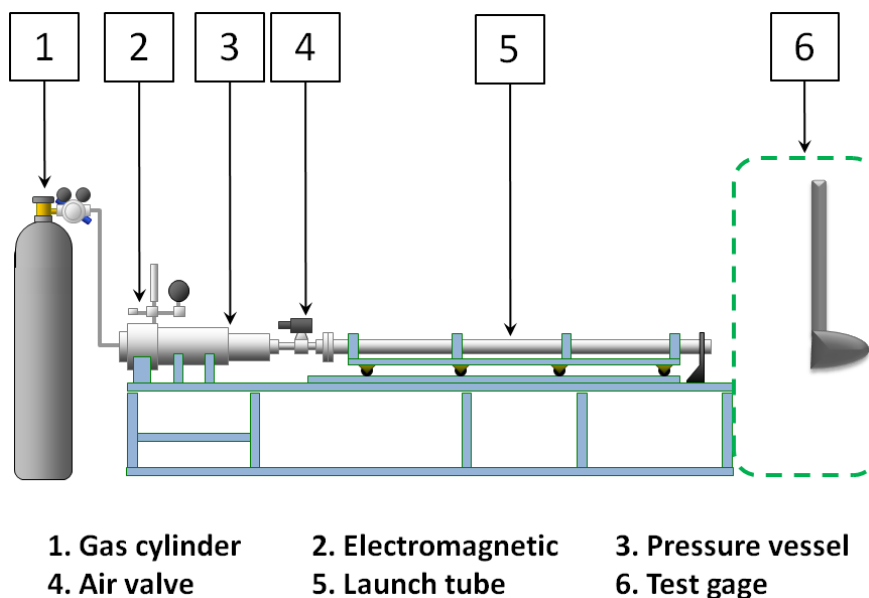 1 2 3 4 5 6
1. Gas cylinder 2. Electromagnetic 3. Pressure vessel
4. Air valve 5. Launch tube 6. Test gage